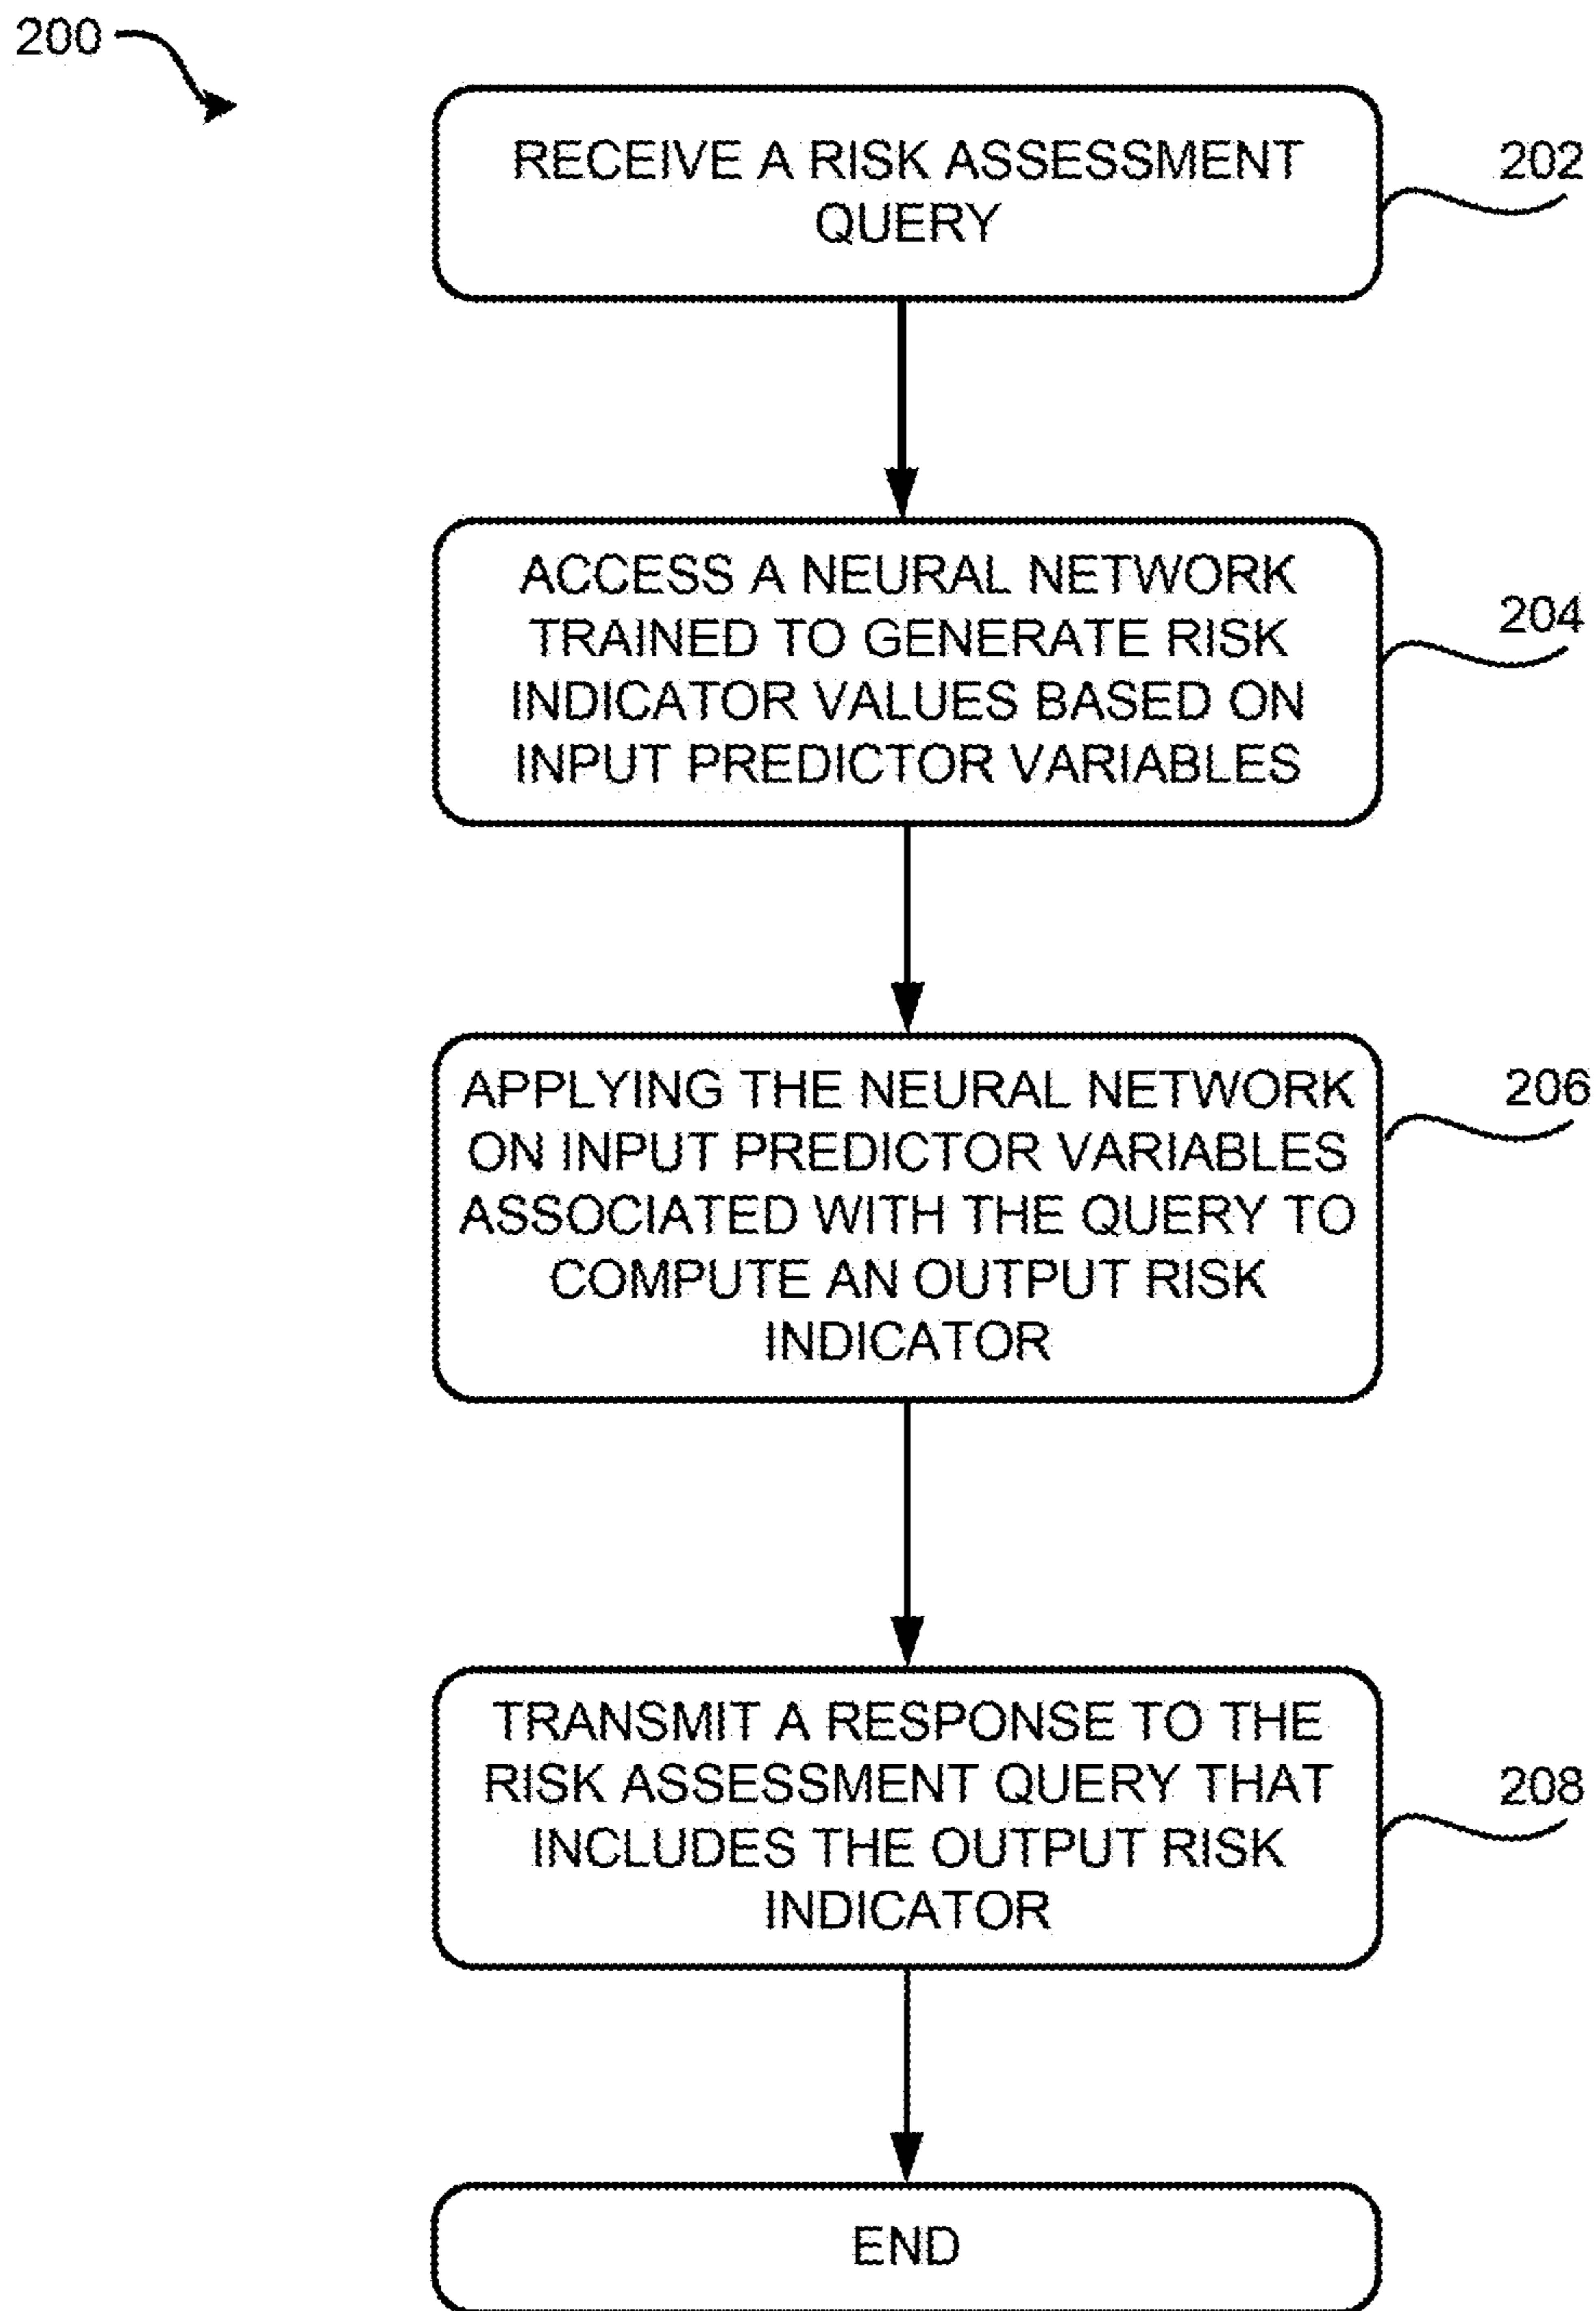 200
RECEIVE A RISK ASSESSMENT
QUERY
202
ACCESS A NEURAL NETWORK
TRAINED TO GENERATE RISK
INDICATOR VALUES BASED ON
INPUT PREDICTOR VARIABLES
204
APPLYING THE NEURAL NETWORK
ON INPUT PREDICTOR VARIABLES
ASSOCIATED WITH THE QUERY TO
COMPUTE AN OUTPUT RISK
INDICATOR
206
TRANSMIT A RESPONSE TO THE
RISK ASSESSMENT QUERY THAT
INCLUDES THE OUTPUT RISK
INDICATOR
208
END